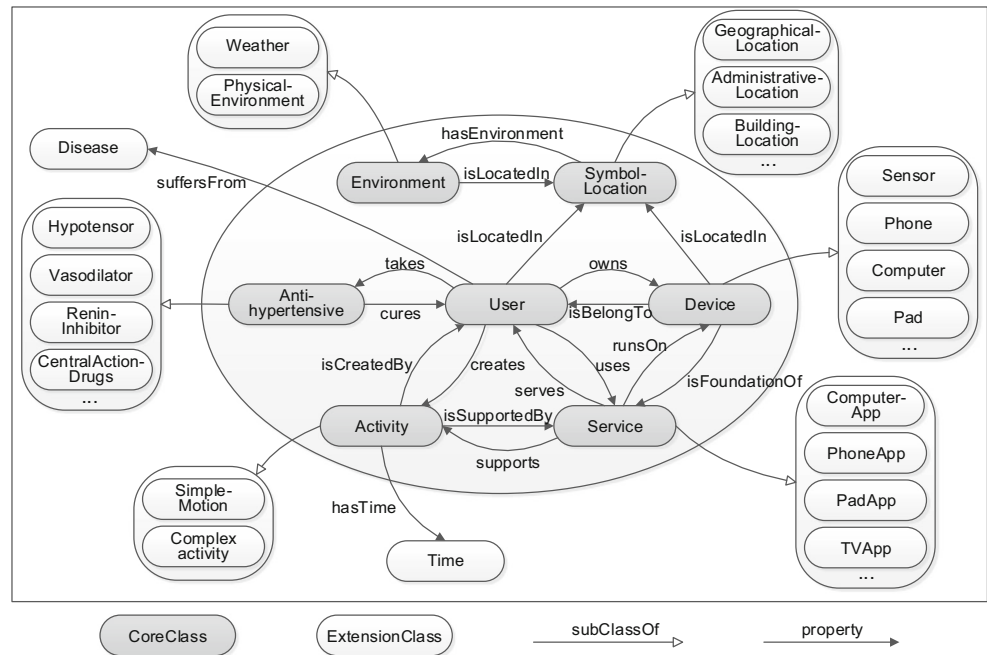 Weather
Physical-
Environment
Geographical-
Location
Administrative-
Location
Building-
Location
...
Disease
suffersFrom
hasEnvironment
Environment
isLocatedIn
Symbol-
Location
Sensor
Phone
Computer
Pad
...
Hypotensor
Vasodilator
Renin-
Inhibitor
CentralAction-
Drugs
...
isLocatedIn
isLocatedIn
takes
owns
Anti-
hypertensive
cures
User
isBelongTo
Device
isCreatedBy
creates
serves
uses
runsOn
isFoundationOf
Activity
isSupportedBy
Service
supports
Computer-
App
PhoneApp
PadApp
TVApp
...
Simple-
Motion
Complex
activity
hasTime
Time
CoreClass
ExtensionClass
subClassOf
property